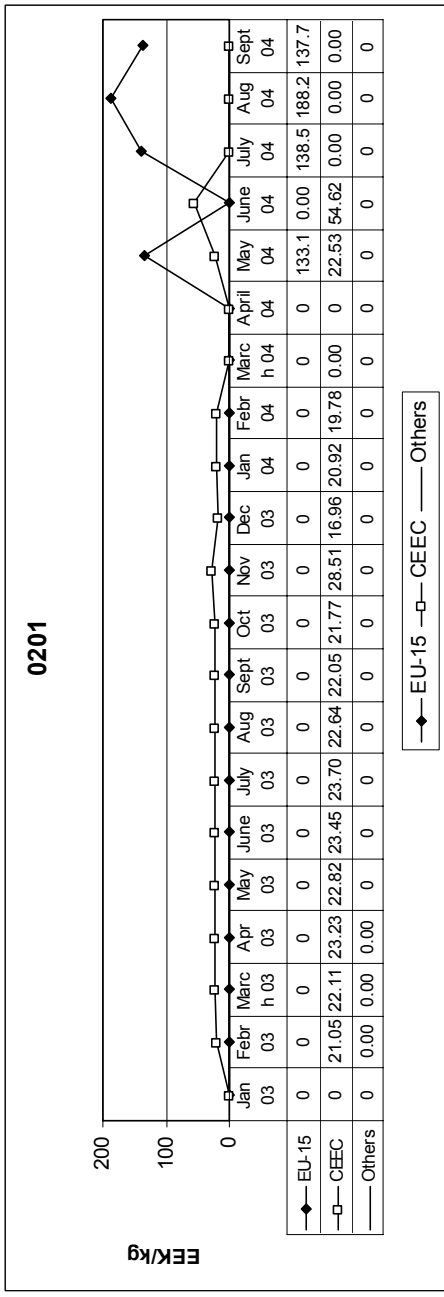 0201
EEK/kg
200
100
0
Jan 03 Febr 03 Marc h 03 Apr 03 May 03 June 03 July 03 Aug 03 Sept 03 Oct 03 Nov 03 Dec 03 Jan 04 Febr 04 Marc h 04 April 04 May 04 June 04 July 04 Aug 04 Sept 04
EU-15 0 0 0 0 0 0 0 0 0 0 0 0 0 0 0 0 133.1 0.00 138.5 188.2 137.7
CEEC 0 21.05 22.11 23.23 22.82 23.45 23.70 22.64 22.05 21.77 28.51 16.96 20.92 19.78 0.00 0 22.53 54.62 0.00 0.00 0.00
Others 0 0.00 0.00 0.00 0 0 0 0 0 0 0 0 0 0 0 0 0 0 0 0 0
EU-15 CEEC Others